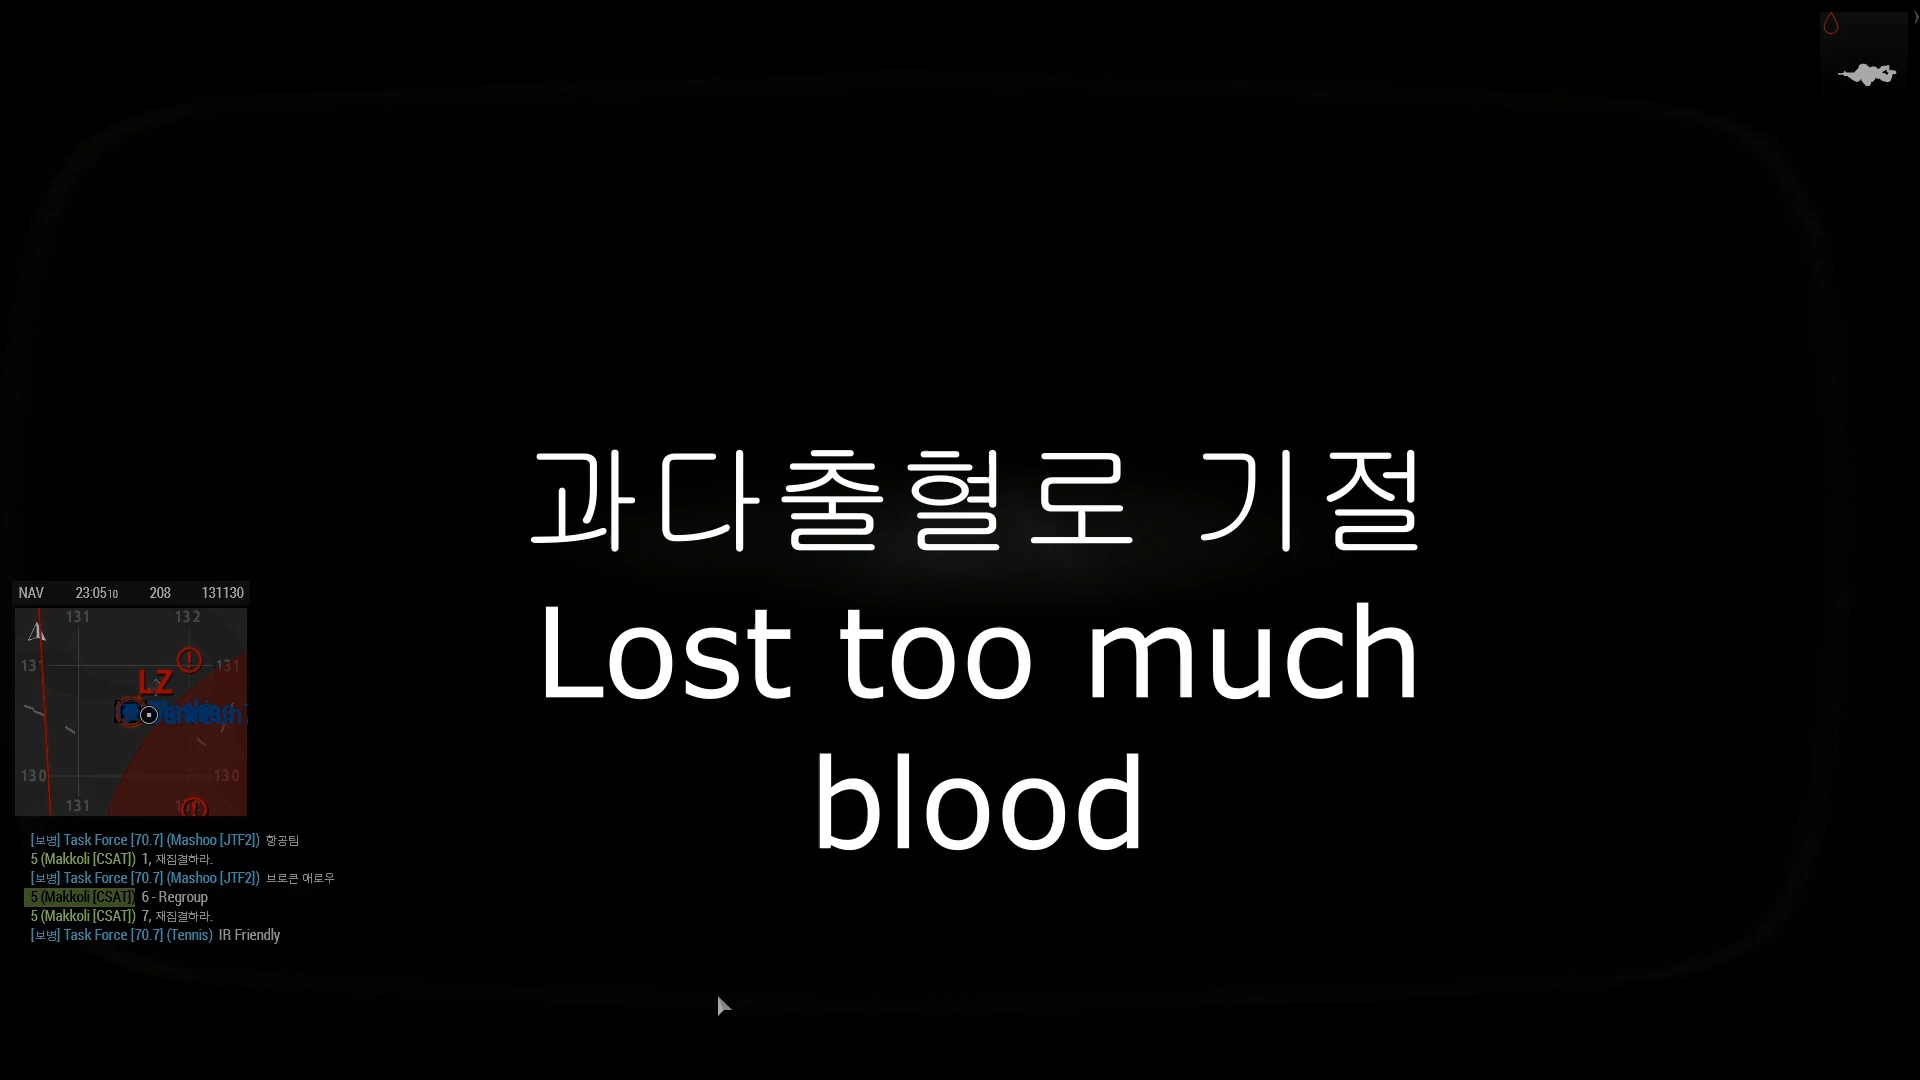 과다출혈로 기절
Lost too much
blood
NAV 23:05 10 208 131130
131 132
131 131
LZ
130 130
131
[보병] Task Force [70.7] (Mashoo [JTF2]) 항공팀
5 (Makkoli [CSAT]) 1, 재집결하라.
[보병] Task Force [70.7] (Mashoo [JTF2]) 브로큰 애로우
5 (Makkoli [CSAT]) 6 - Regroup
5 (Makkoli [CSAT]) 7, 재집결하라.
[보병] Task Force [70.7] (Tennis) IR Friendly